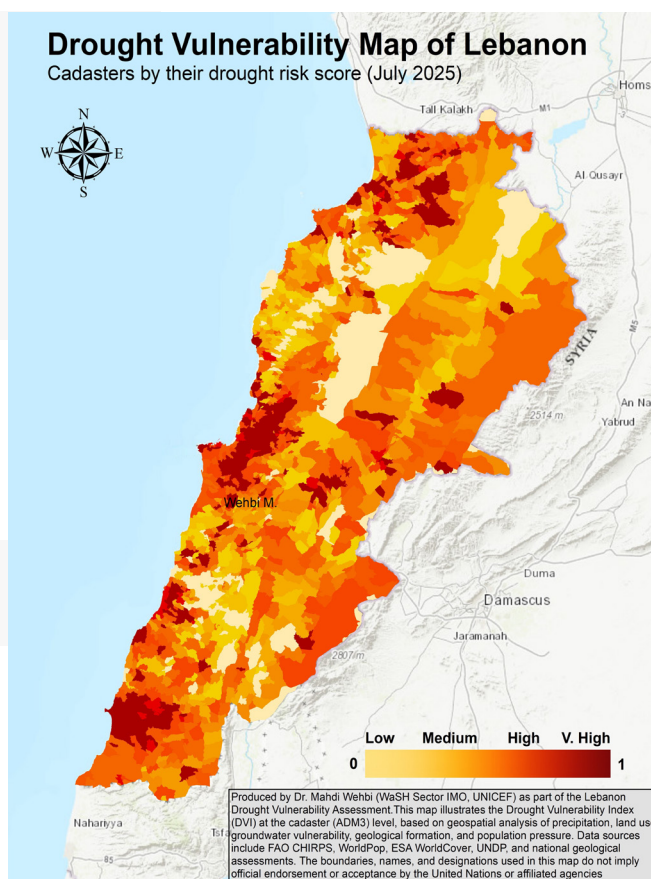 Drought Vulnerability Map of Lebanon
Cadasters by their drought risk score (July 2025)
N
W
E
S
Tall Kalakh
M1
Homs
3
Al Qusayr
M5
SYRIA
An Na
2514 m
Yabrud
Wehbi M.
Duma
Damascus
Jaramanah
2807 m
Low Medium High V. High
0 1
Nahariyya
Tsfa
85
Produced by Dr. Mahdi Wehbi (WaSH Sector IMO, UNICEF) as part of the Lebanon
Drought Vulnerability Assessment.This map illustrates the Drought Vulnerability Index
(DVI) at the cadaster (ADM3) level, based on geospatial analysis of precipitation, land us
groundwater vulnerability, geological formation, and population pressure. Data sources
include FAO CHIRPS, WorldPop, ESA WorldCover, UNDP, and national geological
assessments. The boundaries, names, and designations used in this map do not imply
official endorsement or acceptance by the United Nations or affiliated agencies